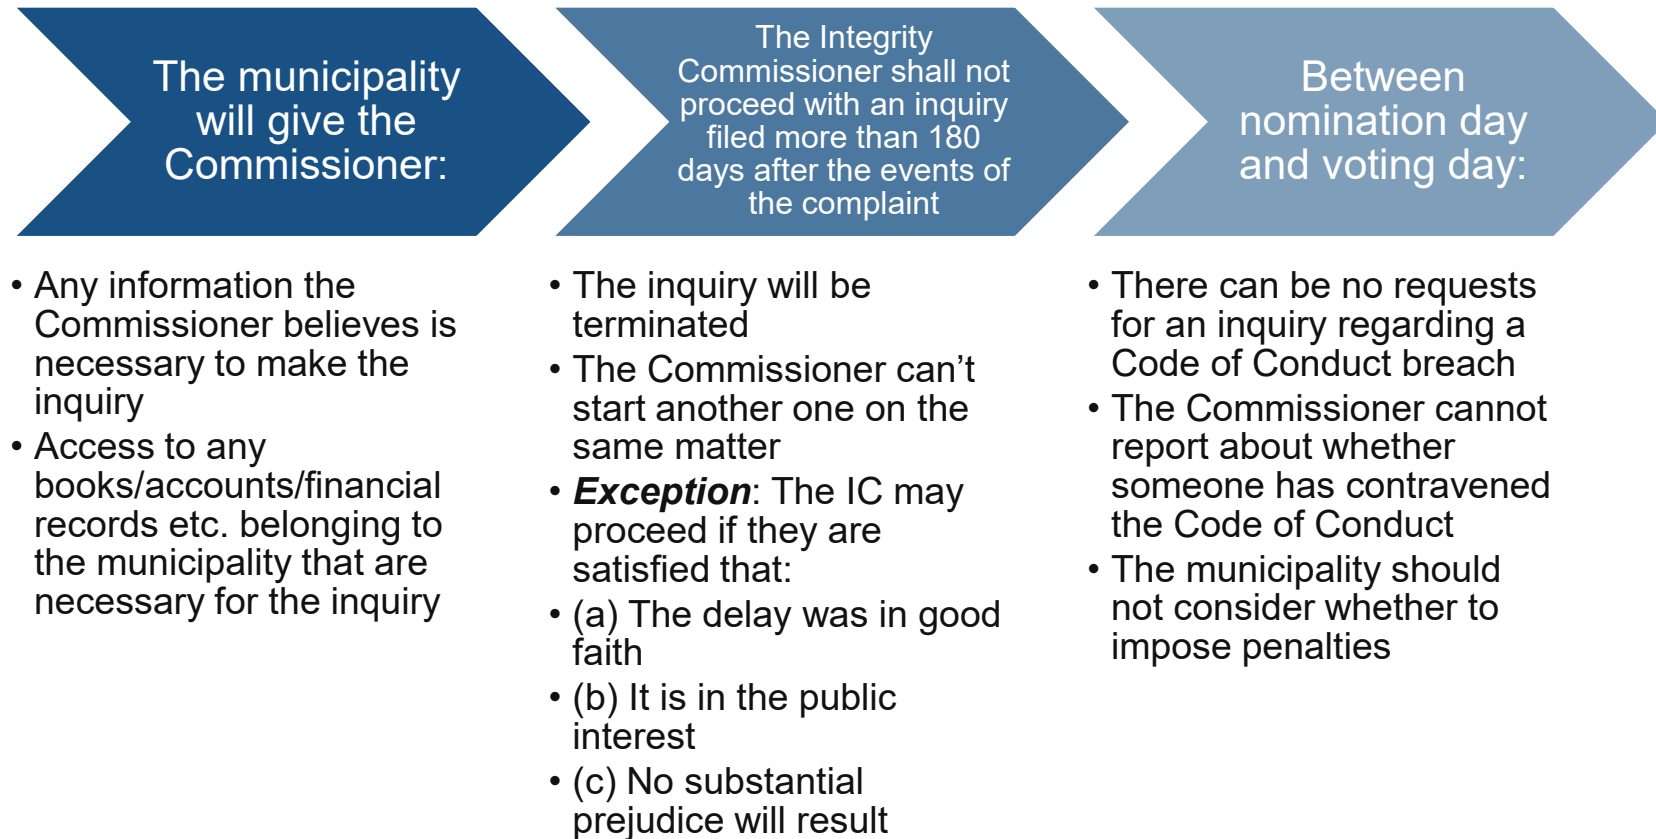 The municipality
will give the
Commissioner:
• Any information the
Commissioner believes is
necessary to make the
inquiry
• Access to any
books/accounts/financial
records etc. belonging to
the municipality that are
necessary for the inquiry
The Integrity
Commissioner shall not
proceed with an inquiry
filed more than 180
days after the events of
the complaint
• The inquiry will be
terminated
• The Commissioner can’t
start another one on the
same matter
• Exception: The IC may
proceed if they are
satisfied that:
• (a) The delay was in good
faith
• (b) It is in the public
interest
• (c) No substantial
prejudice will result
Between
nomination day
and voting day:
• There can be no requests
for an inquiry regarding a
Code of Conduct breach
• The Commissioner cannot
report about whether
someone has contravened
the Code of Conduct
• The municipality should
not consider whether to
impose penalties